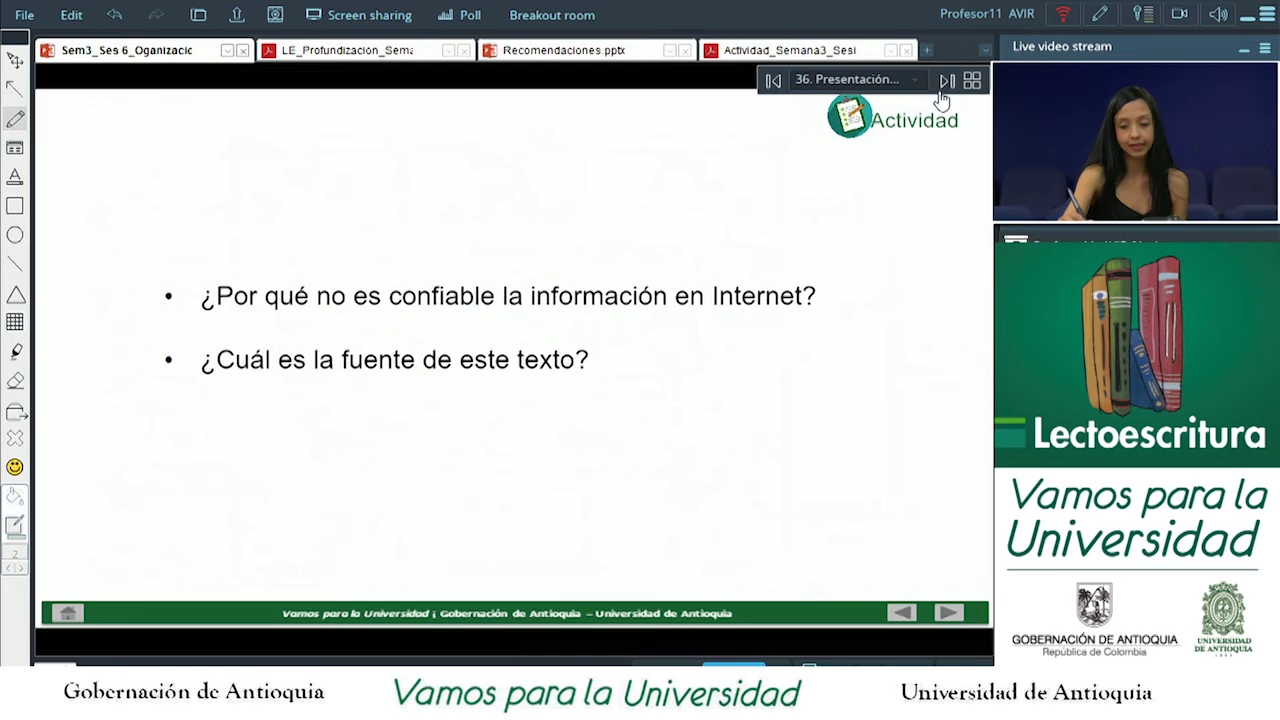 File Edit Screen sharing Poll Breakout room Profesor11 AVIR
Sem3_Ses 6_Oganizacic LE_Profundización_Sema Recomendaciones.pptx Actividad_Semana3_Sesi
Live video stream
36. Presentación...
Actividad
• ¿Por qué no es confiable la información en Internet?
• ¿Cuál es la fuente de este texto?
2
Vamos para la Universidad ¡ Gobernación de Antioquia – Universidad de Antioquia
Lectoescritura
Vamos para la
Universidad
GOBERNACIÓN DE ANTIOQUIA
República de Colombia
UNIVERSIDAD
DE ANTIOQUIA
1803
Gobernación de Antioquia Vamos para la Universidad Universidad de Antioquia